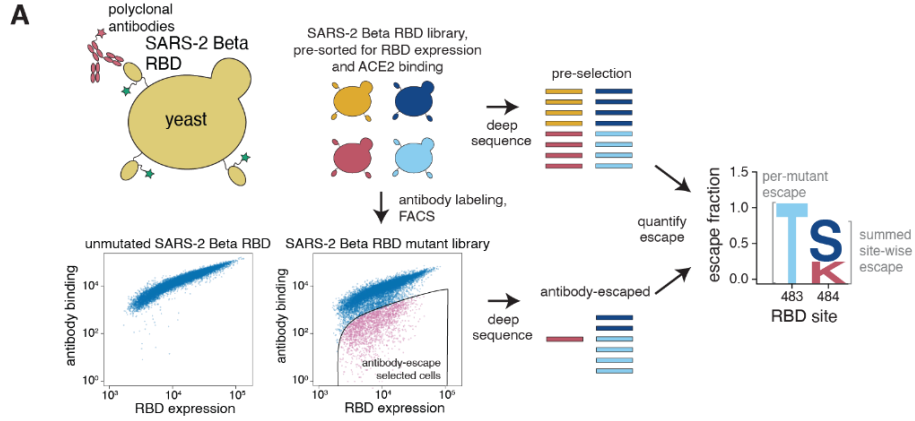 A
polyclonal
antibodies
SARS-2 Beta
RBD
yeast
SARS-2 Beta RBD library,
pre-sorted for RBD expression
and ACE2 binding
deep
sequence
pre-selection
antibody labeling,
FACS
unmutated SARS-2 Beta RBD
antibody binding
10⁴
10²
10⁰
10³
10⁴
10⁵
RBD expression
SARS-2 Beta RBD mutant library
antibody binding
10⁴
10²
10⁰
antibody-escape
selected cells
10³
10⁴
10⁵
RBD expression
deep
sequence
antibody-escaped
quantify
escape
escape fraction
1.5
1.0
0.5
0.0
per-mutant
escape
T
S
K
summed
site-wise
escape
483
484
RBD site